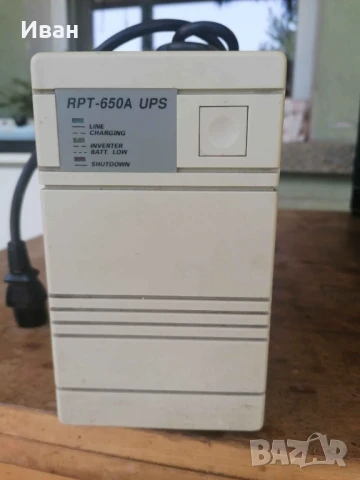 Иван
RPT-650A UPS
LINE
CHARGING
INVERTER
BATT. LOW
SHUTDOWN
BAZAR